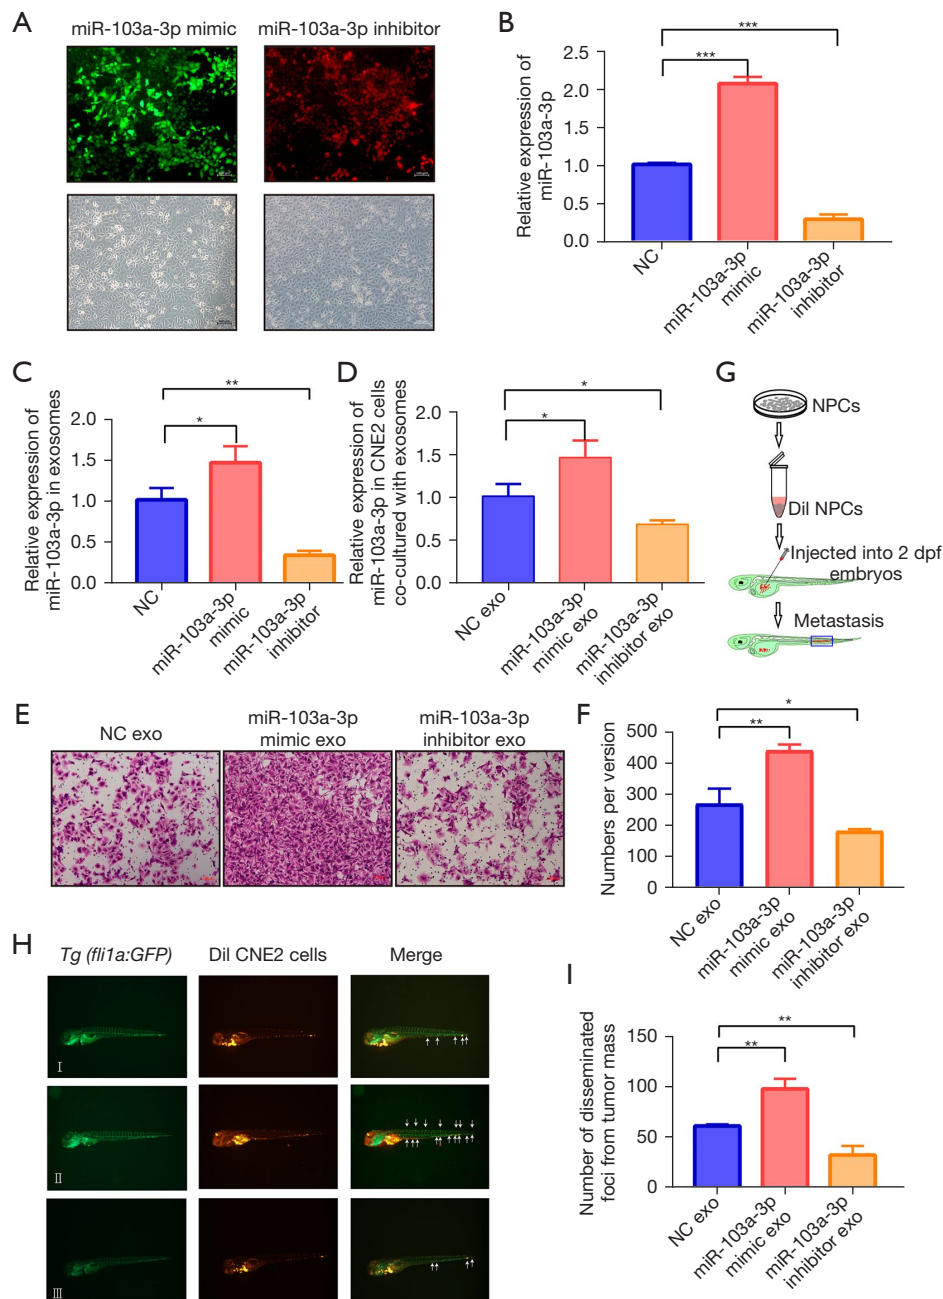 A
miR-103a-3p mimic
miR-103a-3p inhibitor
B
Relative expression of
miR-103a-3p
2.5
2.0
1.5
1.0
0.5
0.0
***
***
NC
miR-103a-3p
mimic
miR-103a-3p
inhibitor
C
Relative expression of
miR-103a-3p in exosomes
2.0
1.5
1.0
0.5
0.0
**
*
NC
miR-103a-3p
mimic
miR-103a-3p
inhibitor
D
Relative expression of
miR-103a-3p in CNE2 cells
co-cultured with exosomes
2.0
1.5
1.0
0.5
0.0
*
*
NC exo
miR-103a-3p
mimic exo
miR-103a-3p
inhibitor exo
G
NPCs
Dil NPCs
Injected into 2 dpf
embryos
Metastasis
E
NC exo
miR-103a-3p
mimic exo
miR-103a-3p
inhibitor exo
F
Numbers per version
500
400
300
200
100
0
*
**
NC exo
miR-103a-3p
mimic exo
miR-103a-3p
inhibitor exo
H
Tg (fli1a:GFP)
Dil CNE2 cells
Merge
I
II
III
I
Number of disseminated
foci from tumor mass
150
100
50
0
**
**
NC exo
miR-103a-3p
mimic exo
miR-103a-3p
inhibitor exo